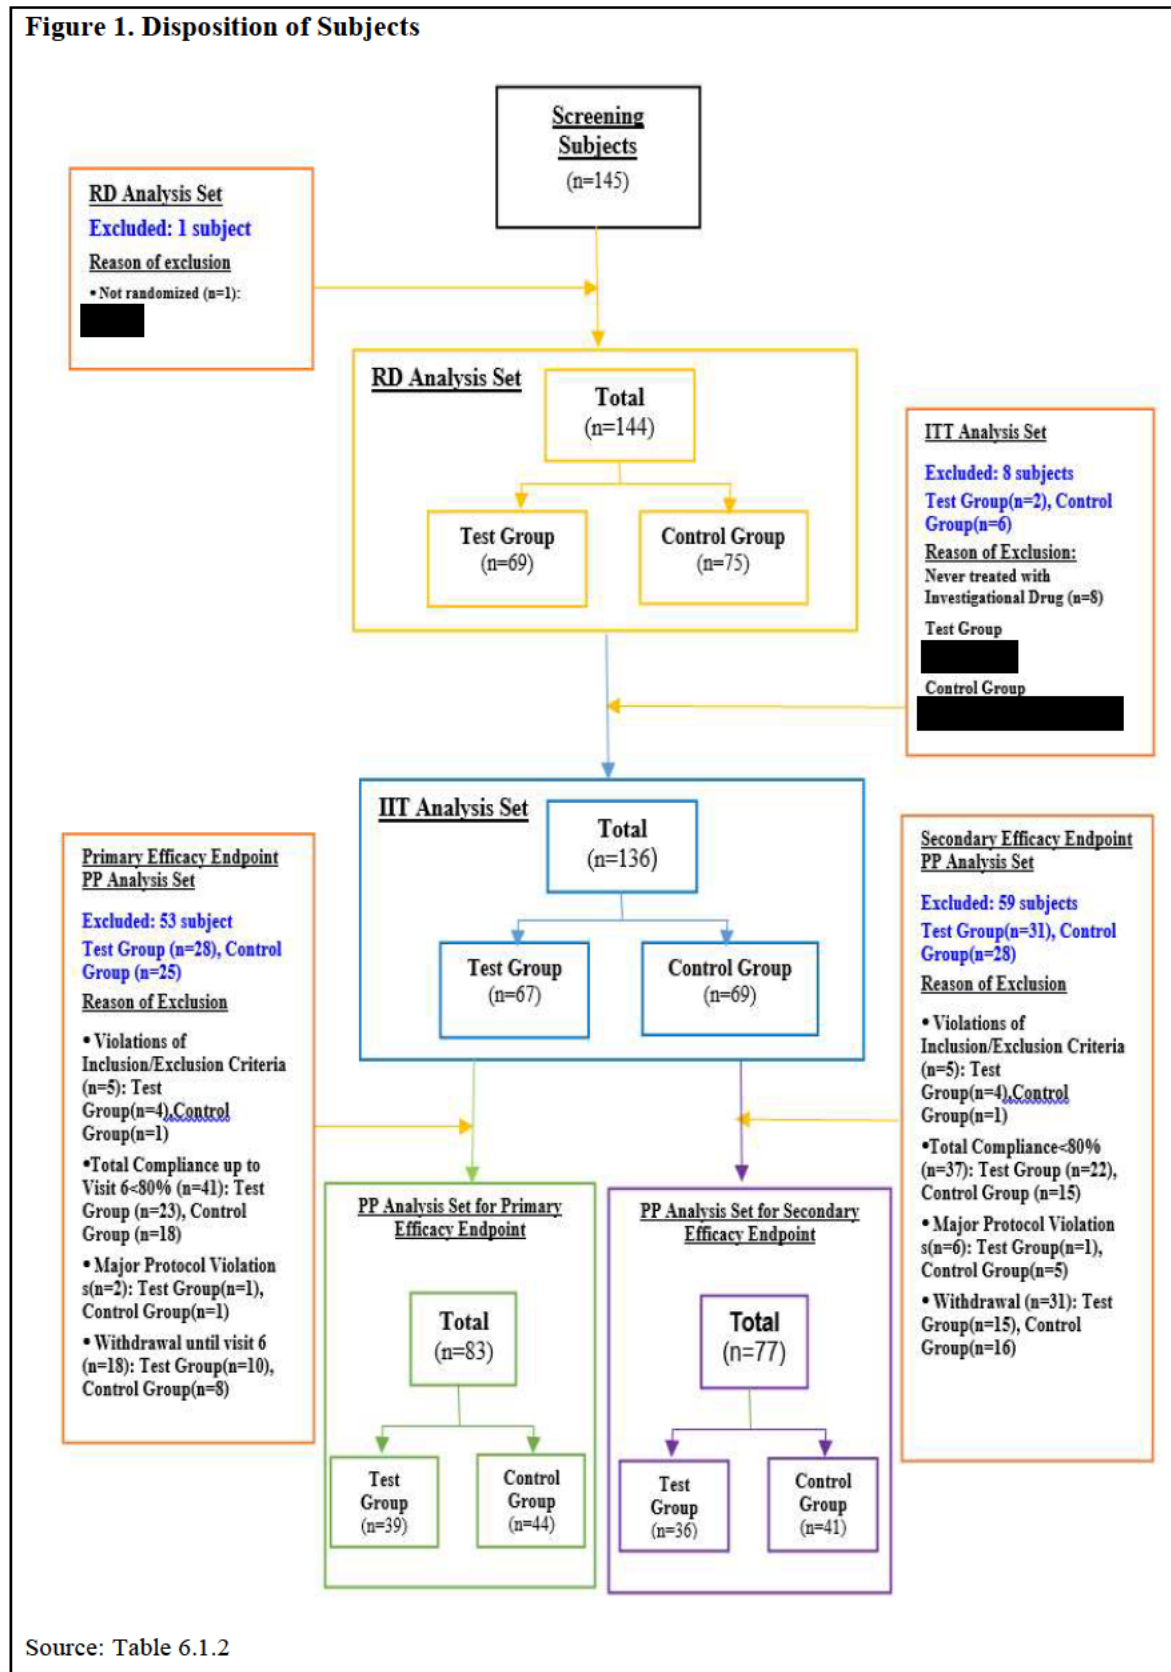 Figure 1. Disposition of Subjects
Screening
Subjects
(n=145)
RD Analysis Set
Excluded: 1 subject
Reason of exclusion
• Not randomized (n=1):
RD Analysis Set
Total
(n=144)
Test Group
(n=69)
Control Group
(n=75)
ITT Analysis Set
Excluded: 8 subjects
Test Group(n=2), Control
Group(n=6)
Reason of Exclusion:
Never treated with
Investigational Drug (n=8)
Test Group
Control Group
IIT Analysis Set
Total
(n=136)
Test Group
(n=67)
Control Group
(n=69)
Primary Efficacy Endpoint
PP Analysis Set
Excluded: 53 subject
Test Group (n=28), Control
Group (n=25)
Reason of Exclusion
• Violations of
Inclusion/Exclusion Criteria
(n=5): Test
Group(n=4),Control
Group(n=1)
•Total Compliance up to
Visit 6<80% (n=41): Test
Group (n=23), Control
Group (n=18)
• Major Protocol Violation
s(n=2): Test Group(n=1),
Control Group(n=1)
• Withdrawal until visit 6
(n=18): Test Group(n=10),
Control Group(n=8)
Secondary Efficacy Endpoint
PP Analysis Set
Excluded: 59 subjects
Test Group(n=31), Control
Group(n=28)
Reason of Exclusion
• Violations of
Inclusion/Exclusion Criteria
(n=5): Test
Group(n=4),Control
Group(n=1)
•Total Compliance<80%
(n=37): Test Group (n=22),
Control Group (n=15)
• Major Protocol Violation
s(n=6): Test Group(n=1),
Control Group(n=5)
• Withdrawal (n=31): Test
Group(n=15), Control
Group(n=16)
PP Analysis Set for Primary
Efficacy Endpoint
Total
(n=83)
Test
Group
(n=39)
Control
Group
(n=44)
PP Analysis Set for Secondary
Efficacy Endpoint
Total
(n=77)
Test
Group
(n=36)
Control
Group
(n=41)
Source: Table 6.1.2